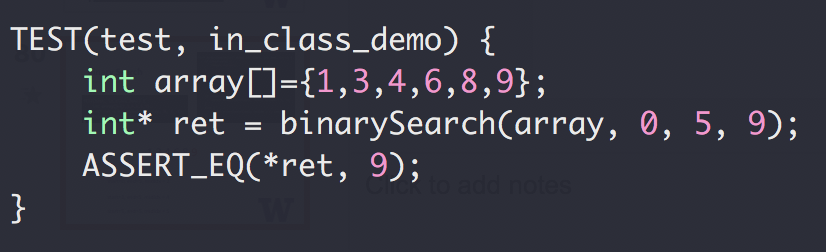 TEST(test, in_class_demo) {
    int array[]={1,3,4,6,8,9};
    int* ret = binarySearch(array, 0, 5, 9);
    ASSERT_EQ(*ret, 9);
Click to add notes
}
W